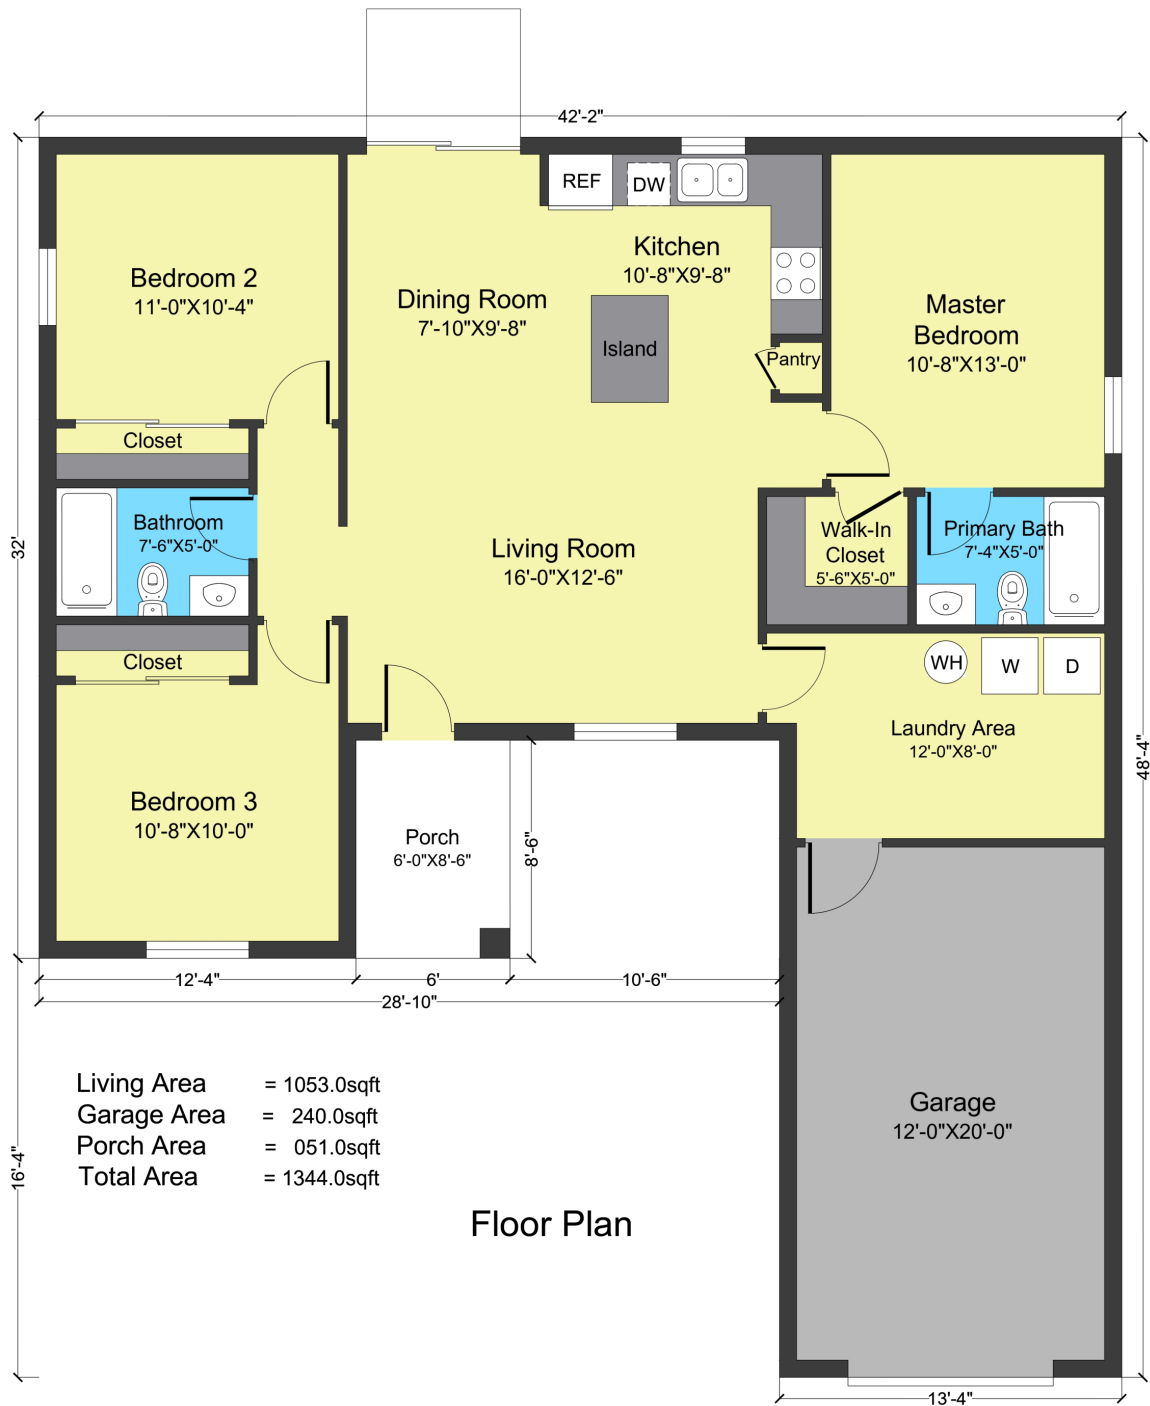 42'-2"
REF
DW
Kitchen
10'-8"X9'-8"
Bedroom 2
11'-0"X10'-4"
Dining Room
7'-10"X9'-8"
Master
Bedroom
10'-8"X13'-0"
Island
Pantry
Closet
Bathroom
7'-6"X5'-0"
Living Room
16'-0"X12'-6"
Walk-In
Closet
5'-6"X5'-0"
Primary Bath
7'-4"X5'-0"
32'
Closet
WH
W
D
Laundry Area
12'-0"X8'-0"
48'-4"
Bedroom 3
10'-8"X10'-0"
Porch
6'-0"X8'-6"
8'-6"
12'-4"
6'
10'-6"
28'-10"
Living Area = 1053.0sqft
Garage Area = 240.0sqft
Porch Area = 051.0sqft
Total Area = 1344.0sqft
16'-4"
Garage
12'-0"X20'-0"
Floor Plan
13'-4"